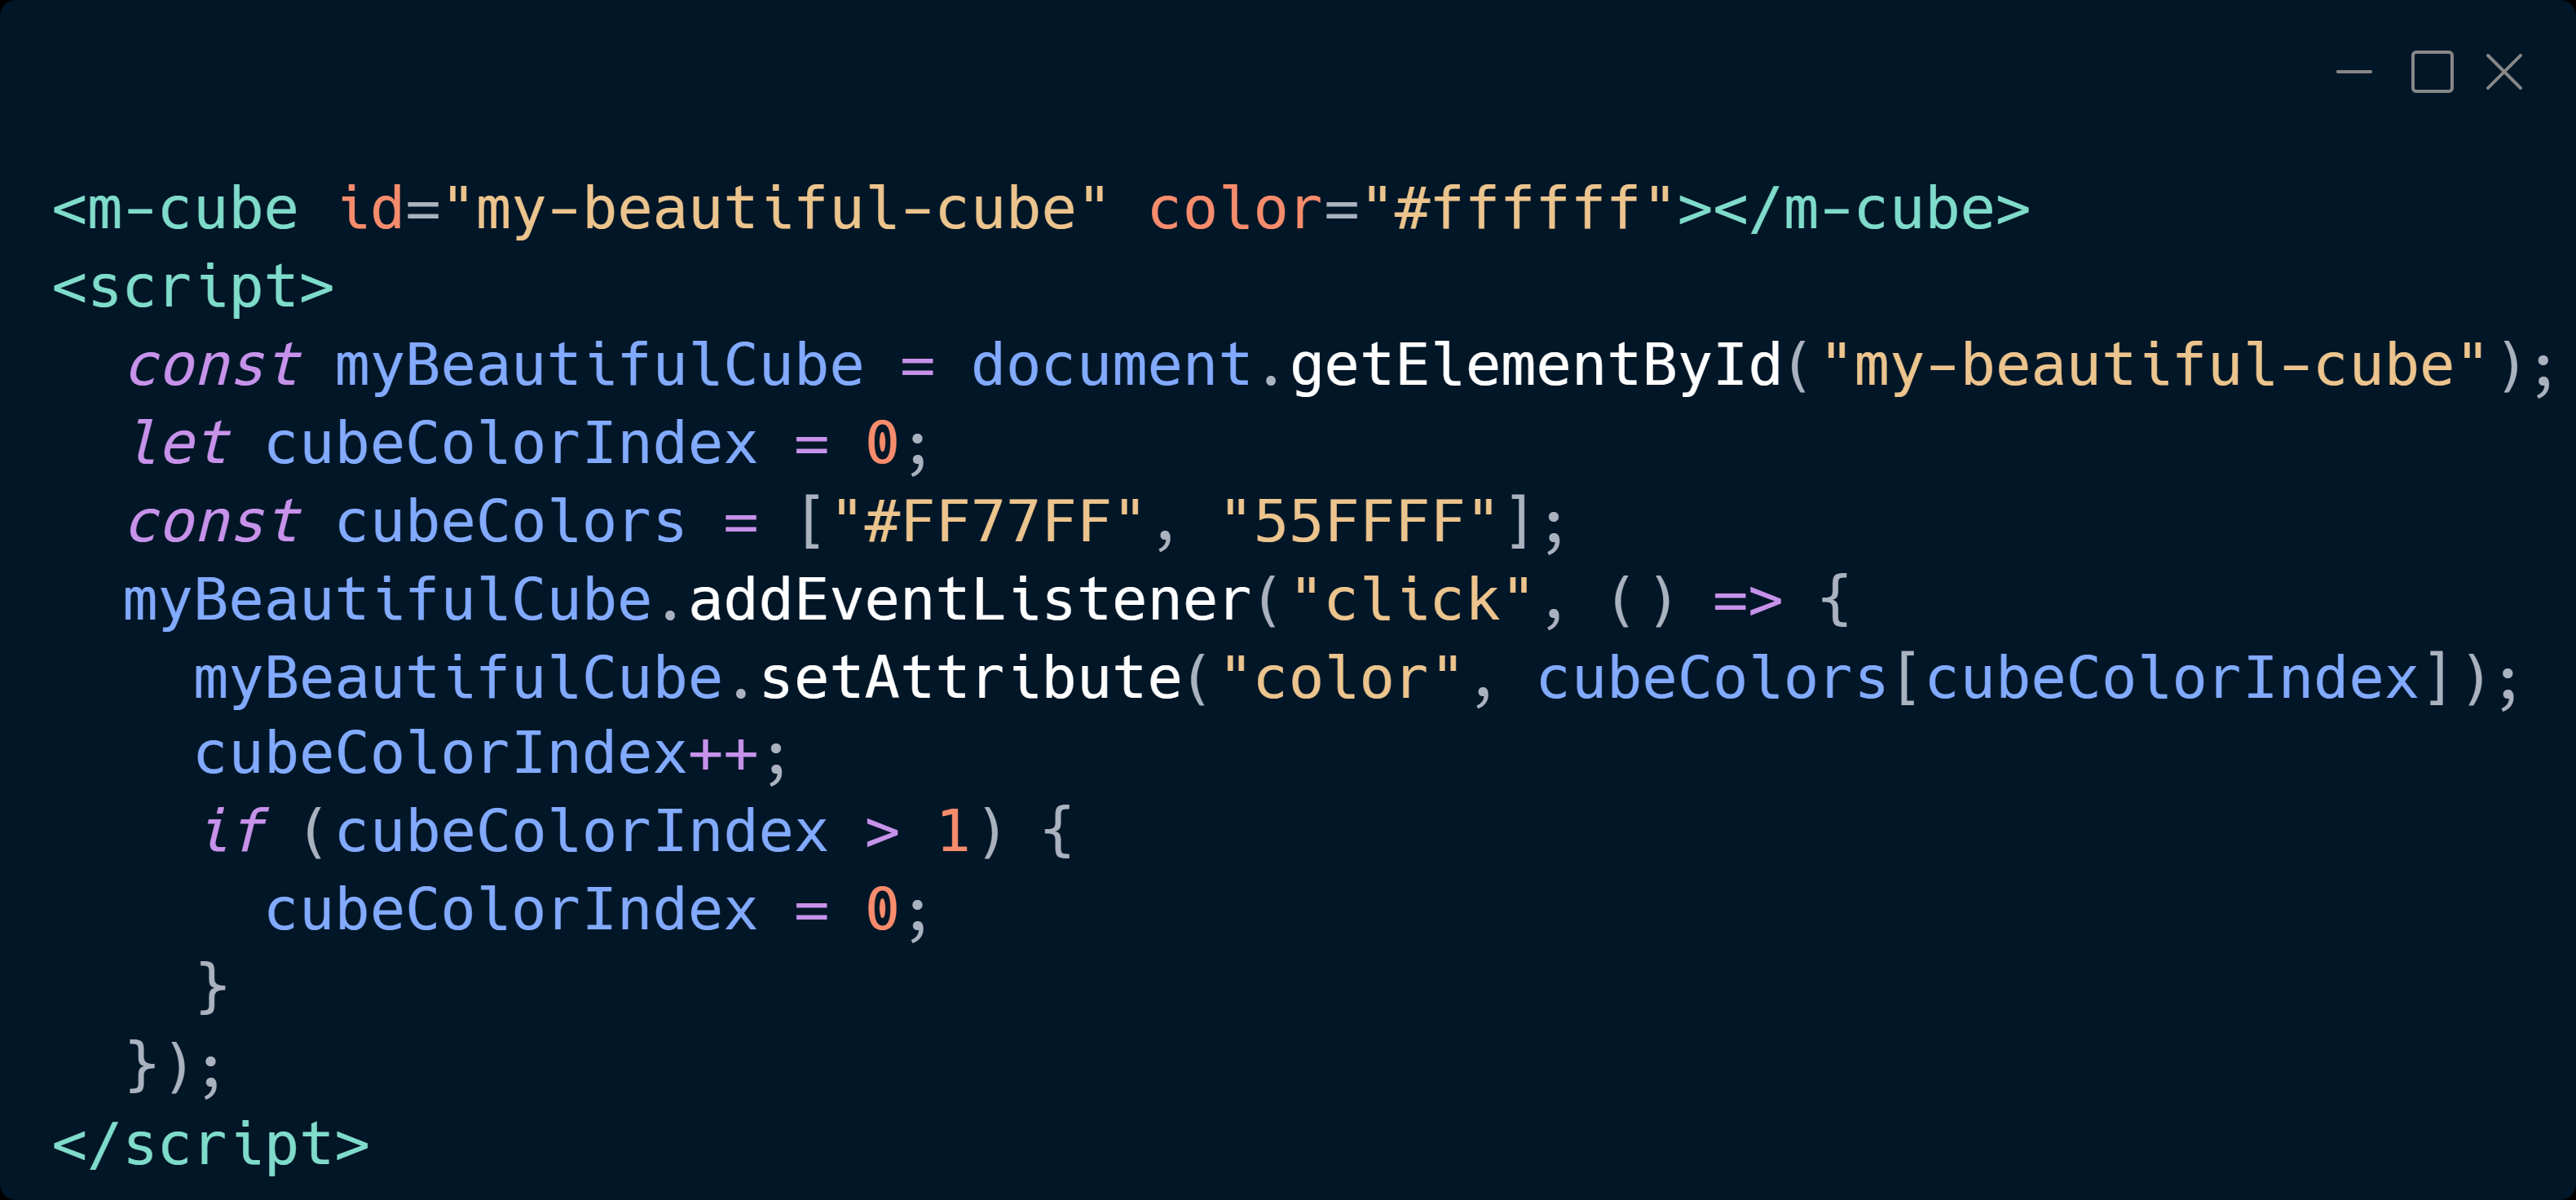 <m-cube id="my-beautiful-cube" color="#ffffff"></m-cube>
<script>
  const myBeautifulCube = document.getElementById("my-beautiful-cube");
  let cubeColorIndex = 0;
  const cubeColors = ["#FF77FF", "55FFFF"];
  myBeautifulCube.addEventListener("click", () => {
    myBeautifulCube.setAttribute("color", cubeColors[cubeColorIndex]);
    cubeColorIndex++;
    if (cubeColorIndex > 1) {
      cubeColorIndex = 0;
    }
  });
</script>